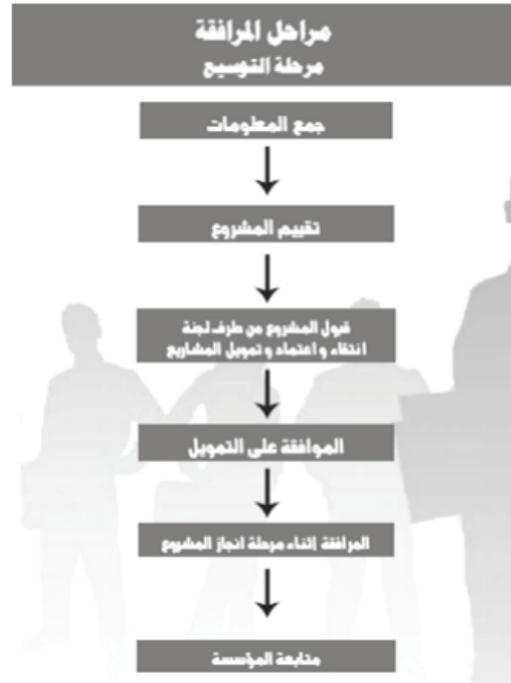 مراحل المرافقة
مرحلة التوسيع
جمع المعلومات
تقييم المشروع
قبول المشروع من طرف لجنة
انتقاء و اعتماد و تمويل المشاريع
الموافقة على التمويل
المرافقة إثناء مرحلة انجاز المشروع
متابعة المؤسسة